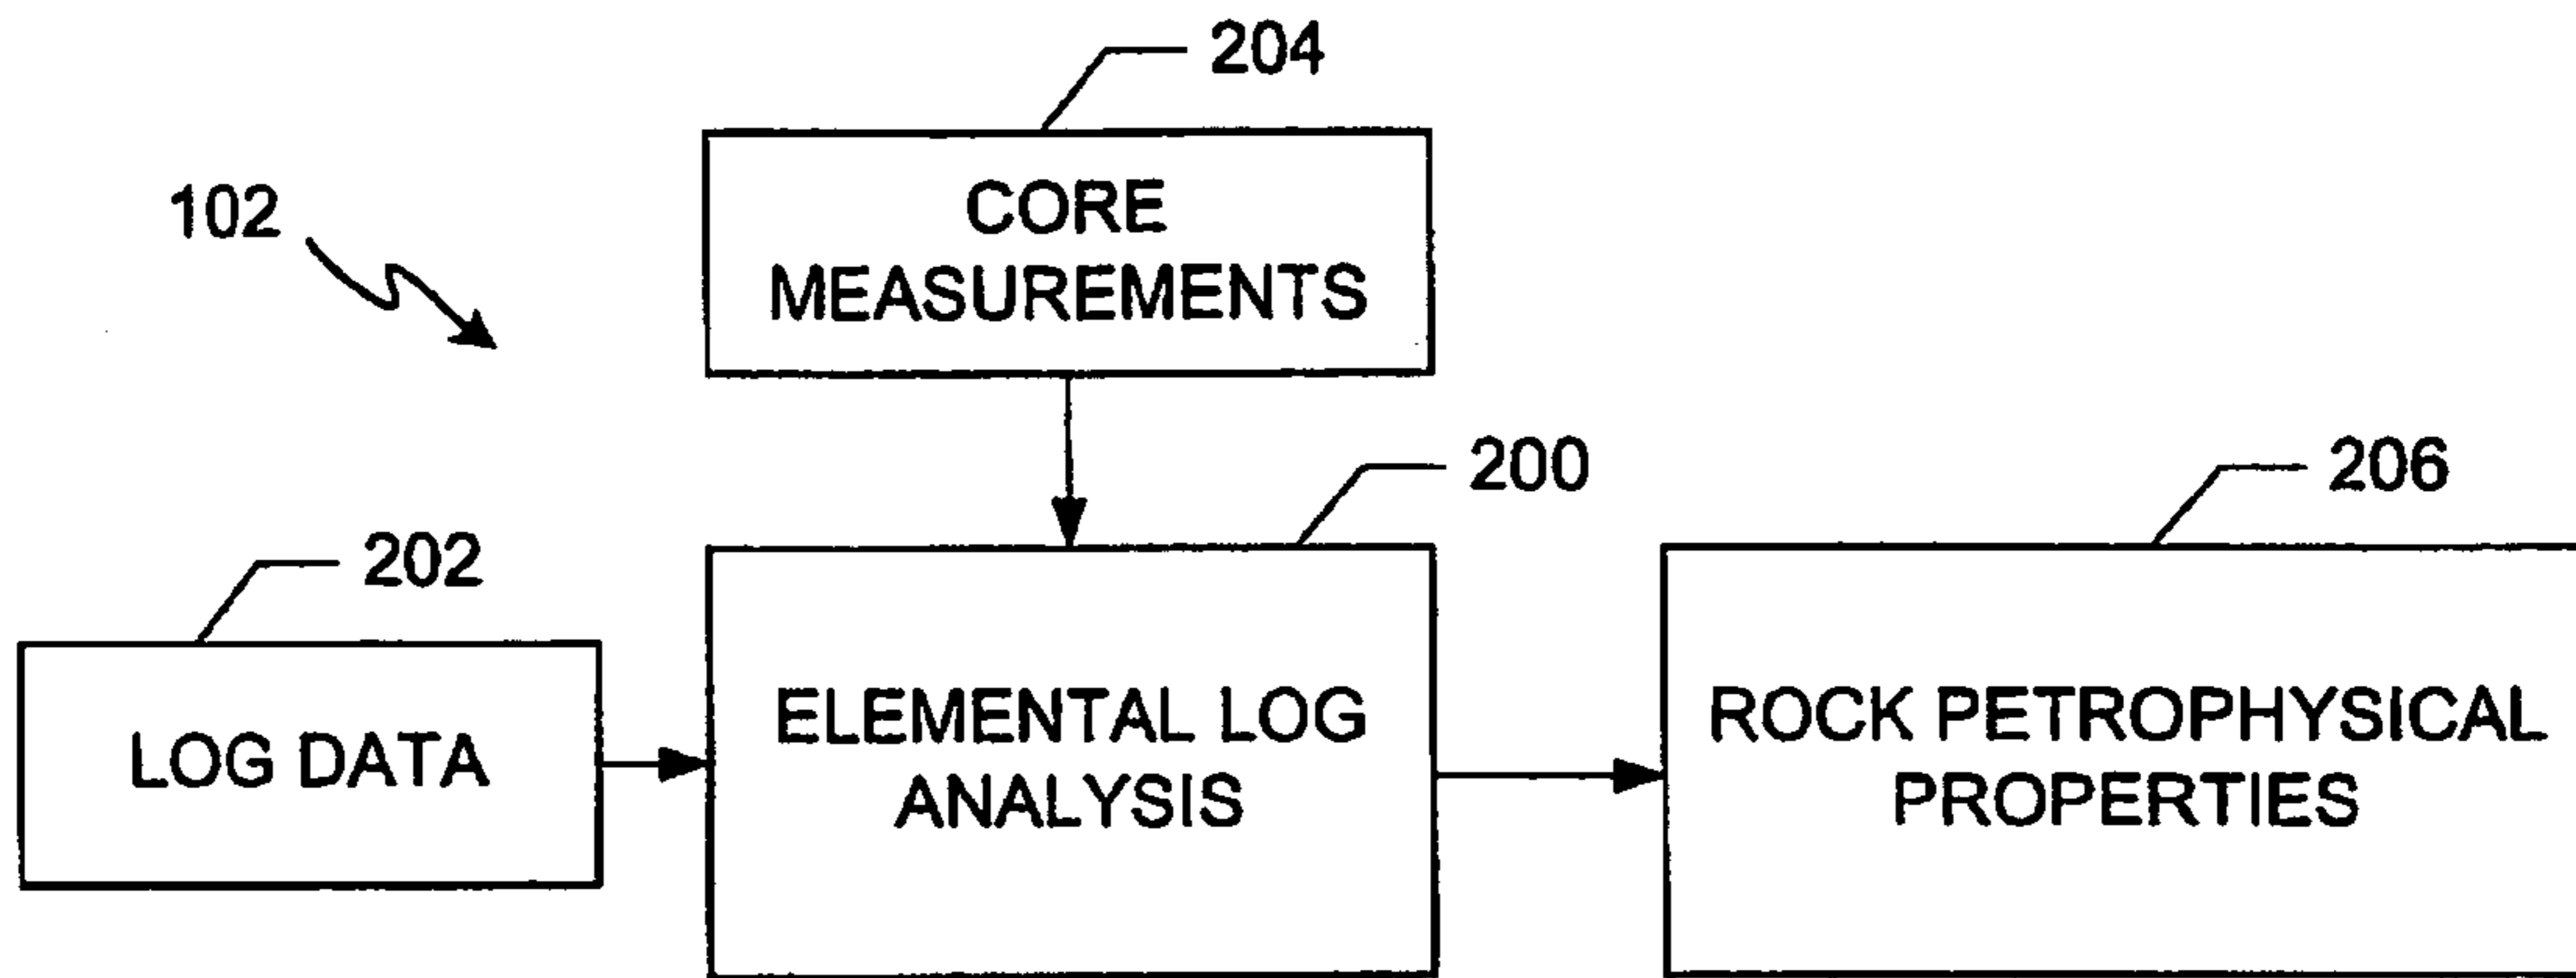 204
CORE
MEASUREMENTS
102
200
206
202
ELEMENTAL LOG
ANALYSIS
ROCK PETROPHYSICAL
PROPERTIES
LOG DATA